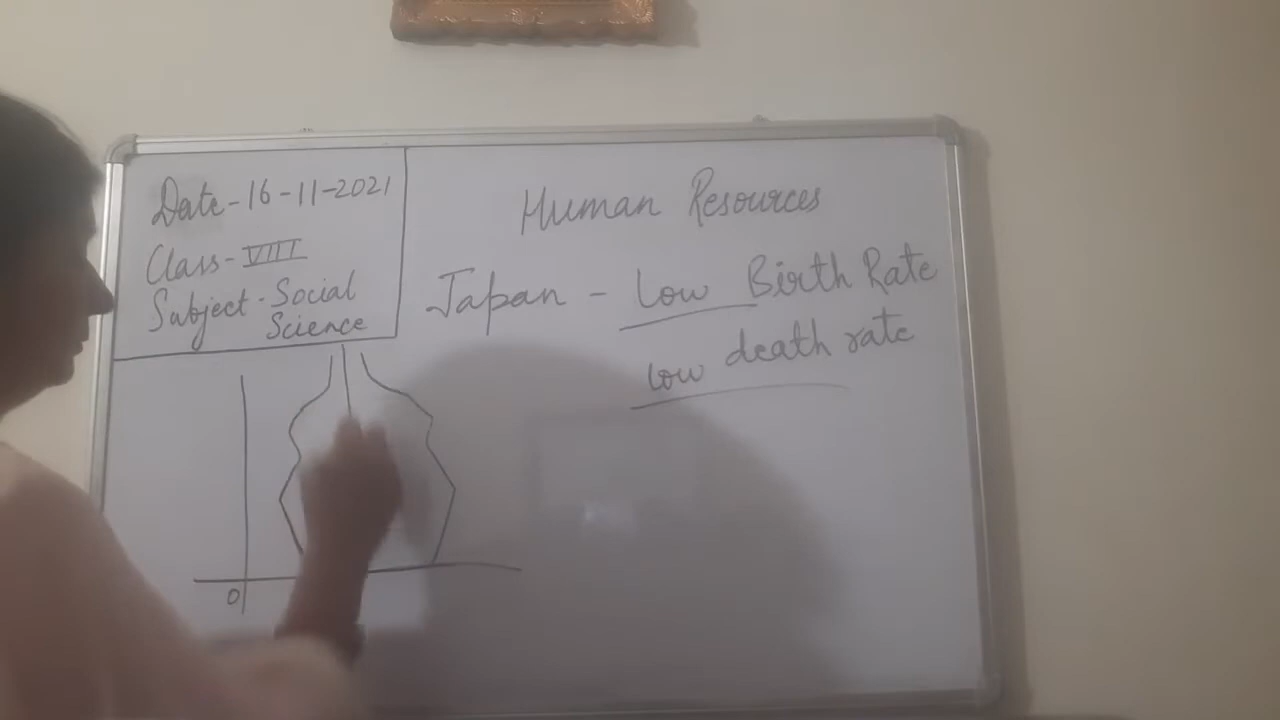 Date-16-11-2021
Class-VIII
Subject-Social
Science
Human Resources
Japan - Low Birth Rate
low death rate
0